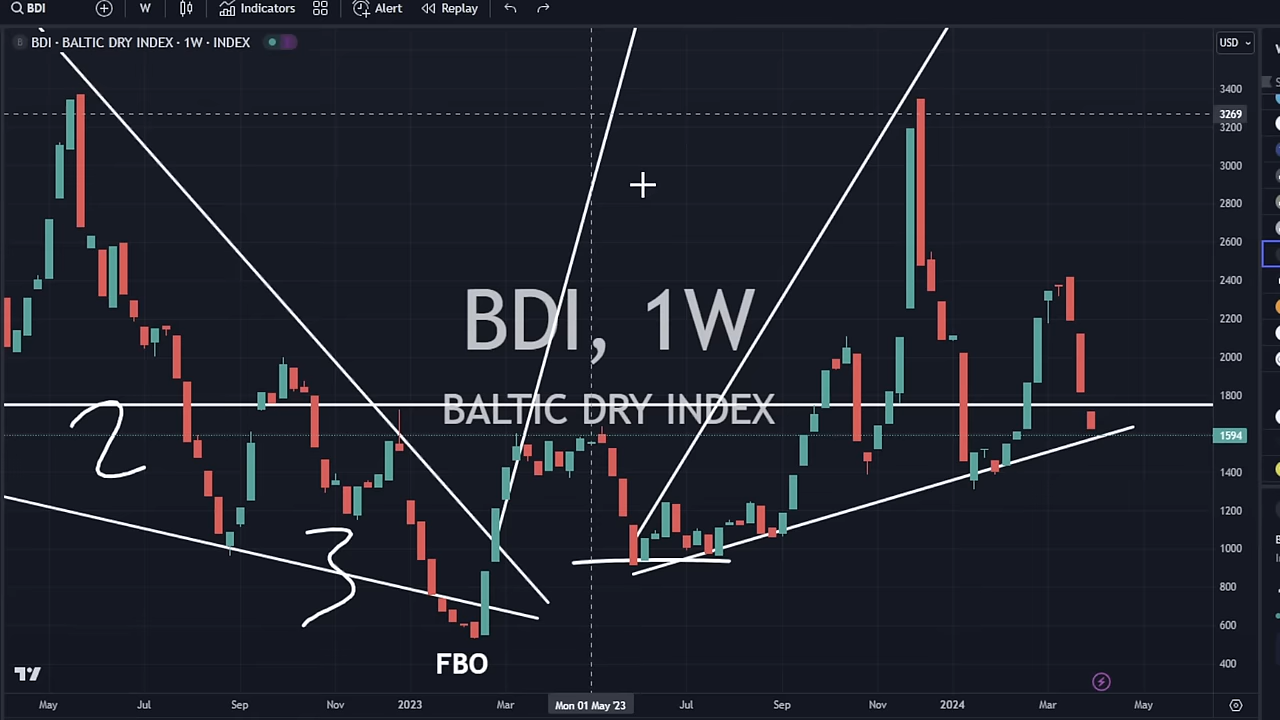 BDI W Indicators Alert Replay
BDI · BALTIC DRY INDEX · 1W · INDEX
USD
3400
3269
3200
3000
2800
2600
2400
2200
2000
1800
1594
1400
1200
1000
800
600
400
BDI, 1W
BALTIC DRY INDEX
2
3
FBO
May Jul Sep Nov 2023 Mar Mon 01 May '23 Jul Sep Nov 2024 Mar May